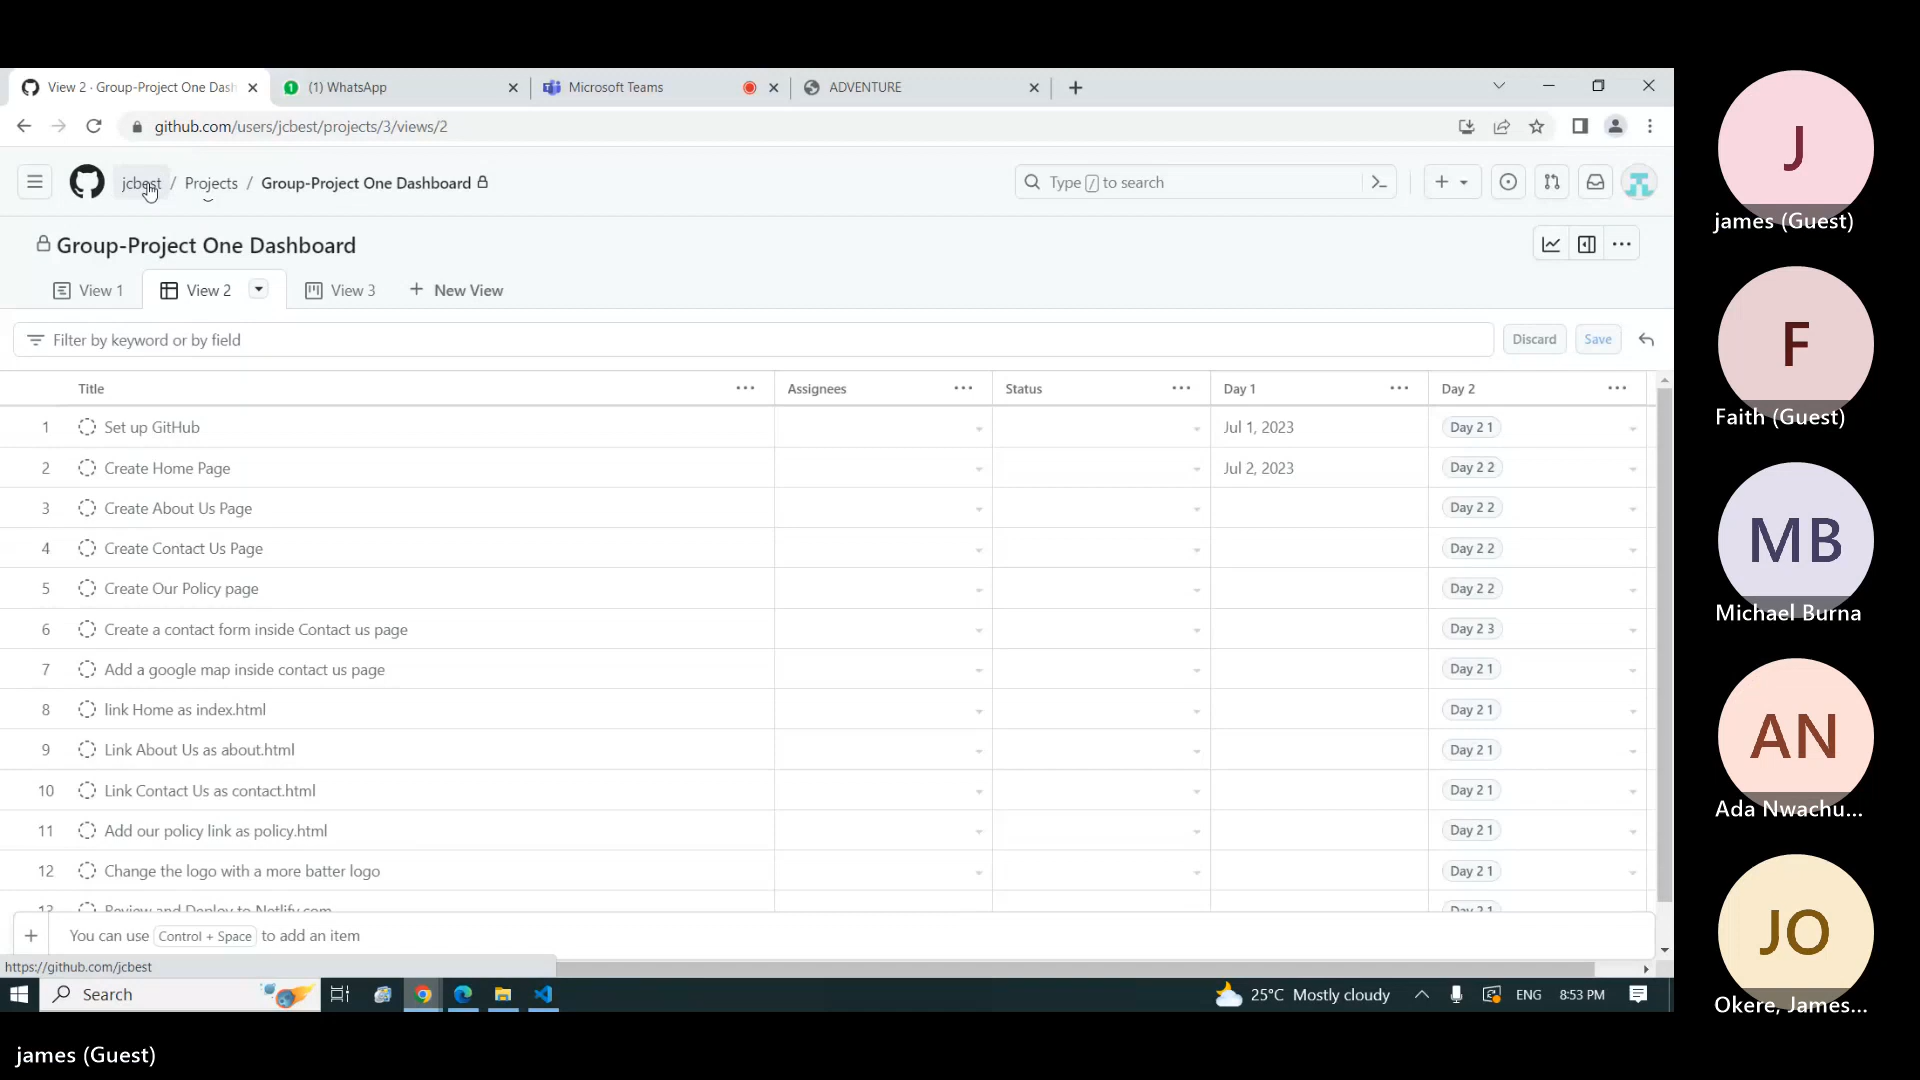 View 2 · Group-Project One Dash
(1) WhatsApp
Microsoft Teams
ADVENTURE
github.com/users/jcbest/projects/3/views/2
jcbest / Projects / Group-Project One Dashboard
Type / to search
Group-Project One Dashboard
View 1
View 2
View 3
+ New View
Filter by keyword or by field
Discard
Save
Title
Assignees
Status
Day 1
Day 2
1 Set up GitHub Jul 1, 2023 Day 2 1
2 Create Home Page Jul 2, 2023 Day 2 2
3 Create About Us Page Day 2 2
4 Create Contact Us Page Day 2 2
5 Create Our Policy page Day 2 2
6 Create a contact form inside Contact us page Day 2 3
7 Add a google map inside contact us page Day 2 1
8 link Home as index.html Day 2 1
9 Link About Us as about.html Day 2 1
10 Link Contact Us as contact.html Day 2 1
11 Add our policy link as policy.html Day 2 1
12 Change the logo with a more batter logo Day 2 1
13 Review and Deploy to Netlify.com Day 2 1
You can use Control + Space to add an item
https://github.com/jcbest
Search
25°C Mostly cloudy
ENG
8:53 PM
J
james (Guest)
F
Faith (Guest)
MB
Michael Burna
AN
Ada Nwachu...
JO
Okere, James...
james (Guest)